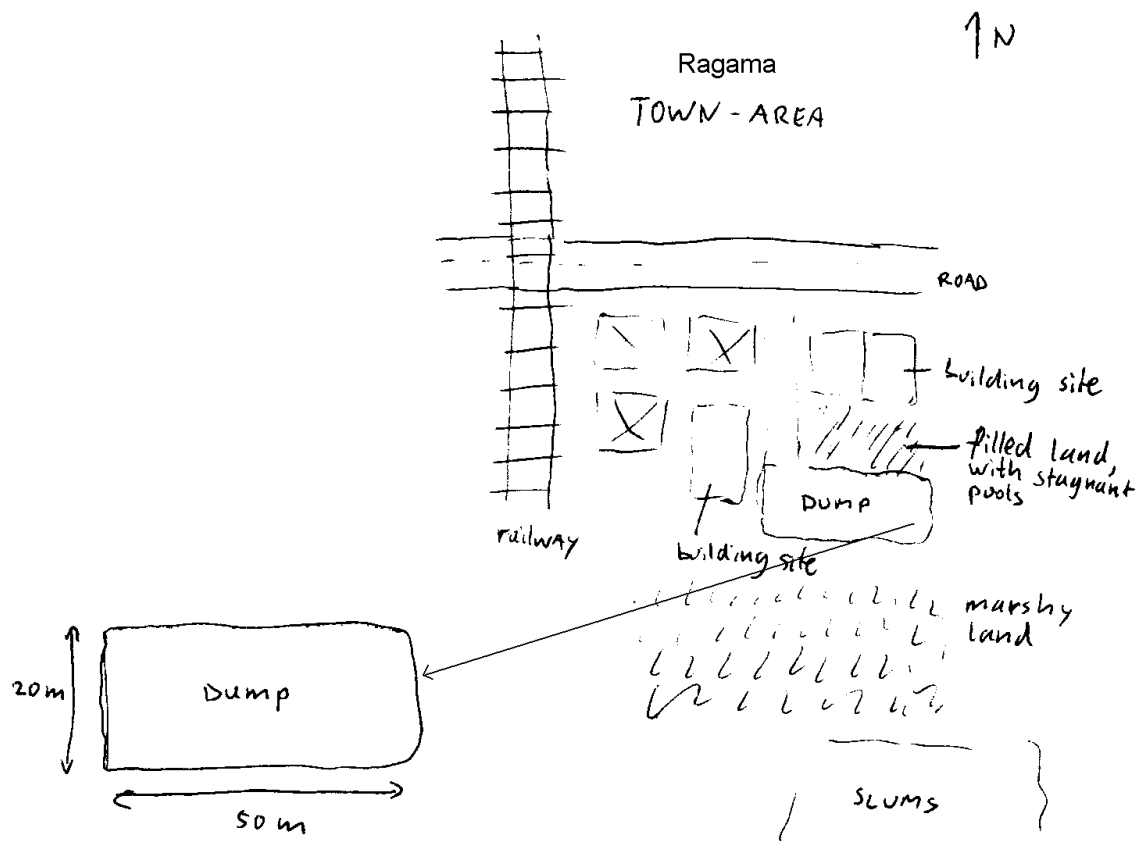 ↑ N
Ragama
TOWN - AREA
ROAD
building site
filled land,
with stagnant
pools
DUMP
railway
building site
marshy
land
20m
Dump
50 m
SLUMS